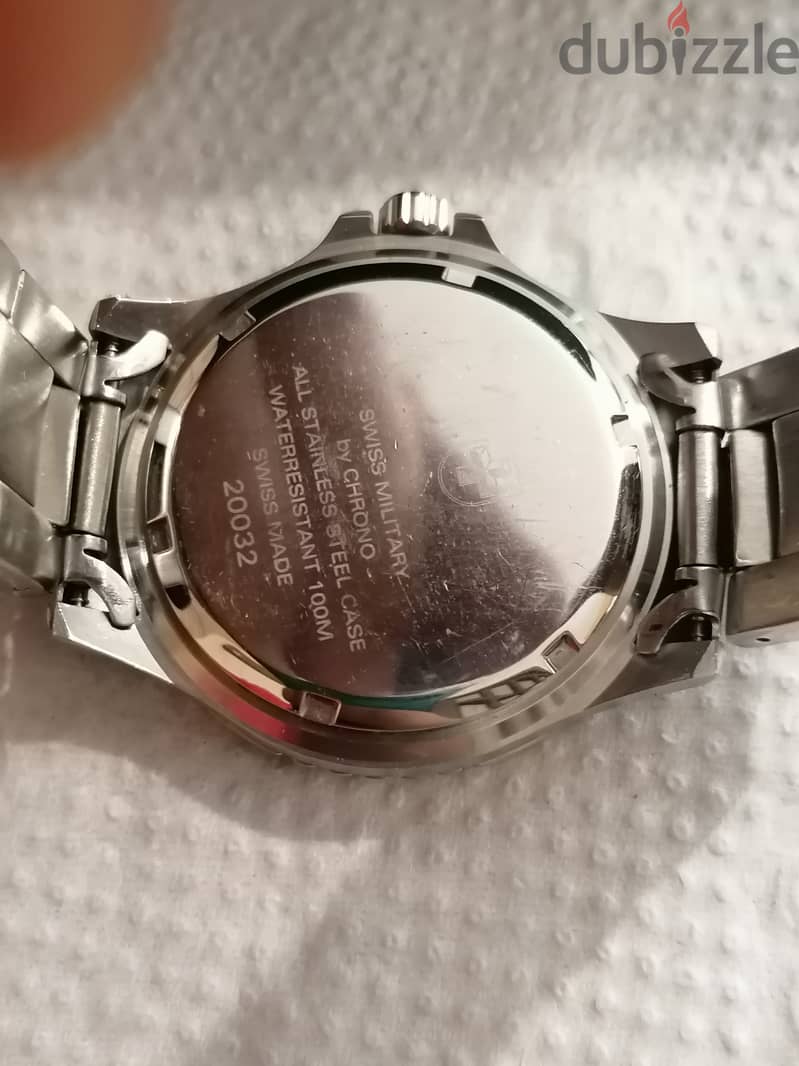 dubizzle
SWISS MILITARY
by CHRONO
ALL STAINLESS STEEL CASE
WATERRESISTANT 100M
SWISS MADE
20032